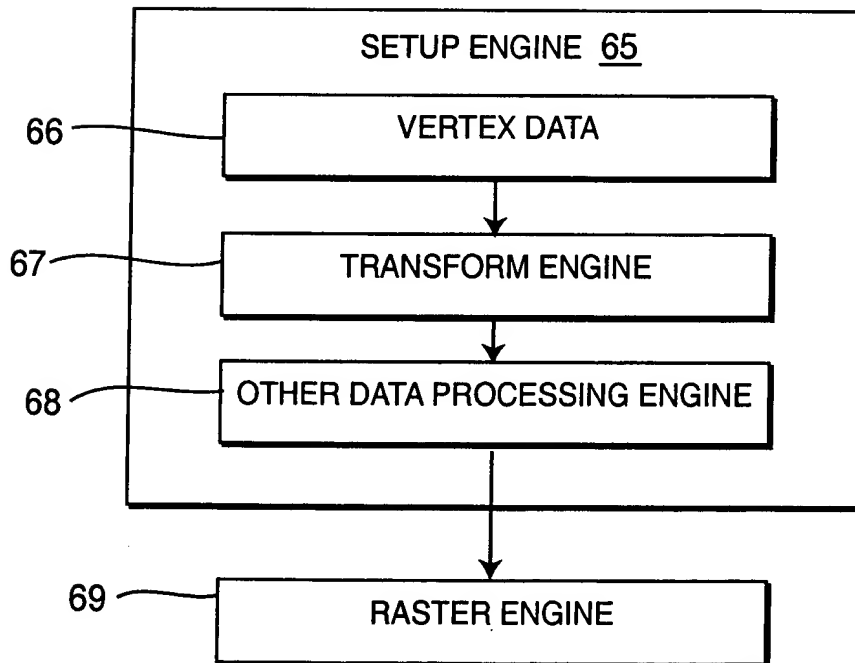 SETUP ENGINE 65
66
VERTEX DATA
67
TRANSFORM ENGINE
68
OTHER DATA PROCESSING ENGINE
69
RASTER ENGINE